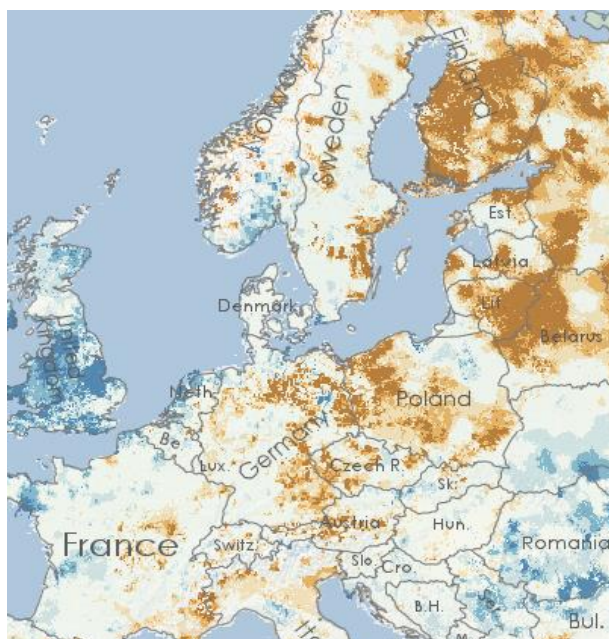 Finland
Norway
Sweden
Est.
Latvia
Lit.
Denmark
Belarus
United
Kingdom
Neth.
Poland
Be.
Germany
Lux.
Czech R.
Sk.
Austria
Hun.
France
Switz.
Romania
Slo.
Cro.
B.H.
Bul.